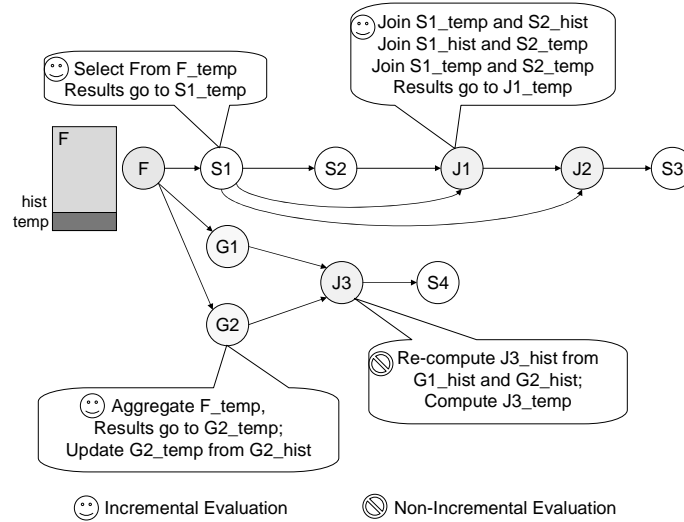 Select From F_temp
Results go to S1_temp
Join S1_temp and S2_hist
Join S1_hist and S2_temp
Join S1_temp and S2_temp
Results go to J1_temp
F
hist
temp
F
S1
S2
J1
J2
S3
G1
J3
S4
G2
Re-compute J3_hist from
G1_hist and G2_hist;
Compute J3_temp
Aggregate F_temp,
Results go to G2_temp;
Update G2_temp from G2_hist
Incremental Evaluation
Non-Incremental Evaluation